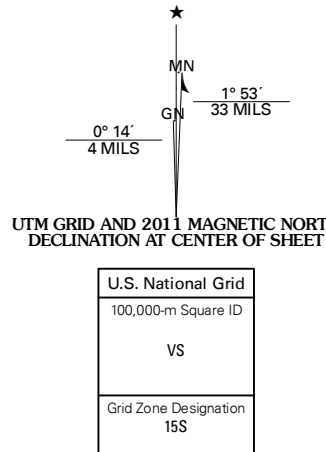 ★
MN
1° 53´
33 MILS
GN
0° 14´
4 MILS
UTM GRID AND 2011 MAGNETIC NORT
DECLINATION AT CENTER OF SHEET
U.S. National Grid
100,000-m Square ID
VS
Grid Zone Designation
15S